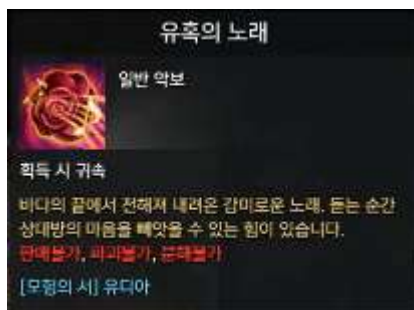 유혹의 노래
일반 악보
획득 시 귀속
바다의 끝에서 전해져 내려온 감미로운 노래. 듣는 순간
상대방의 마음을 빼앗을 수 있는 힘이 있습니다.
판매불가, 파괴불가, 분해불가
[모험의 서] 유디아